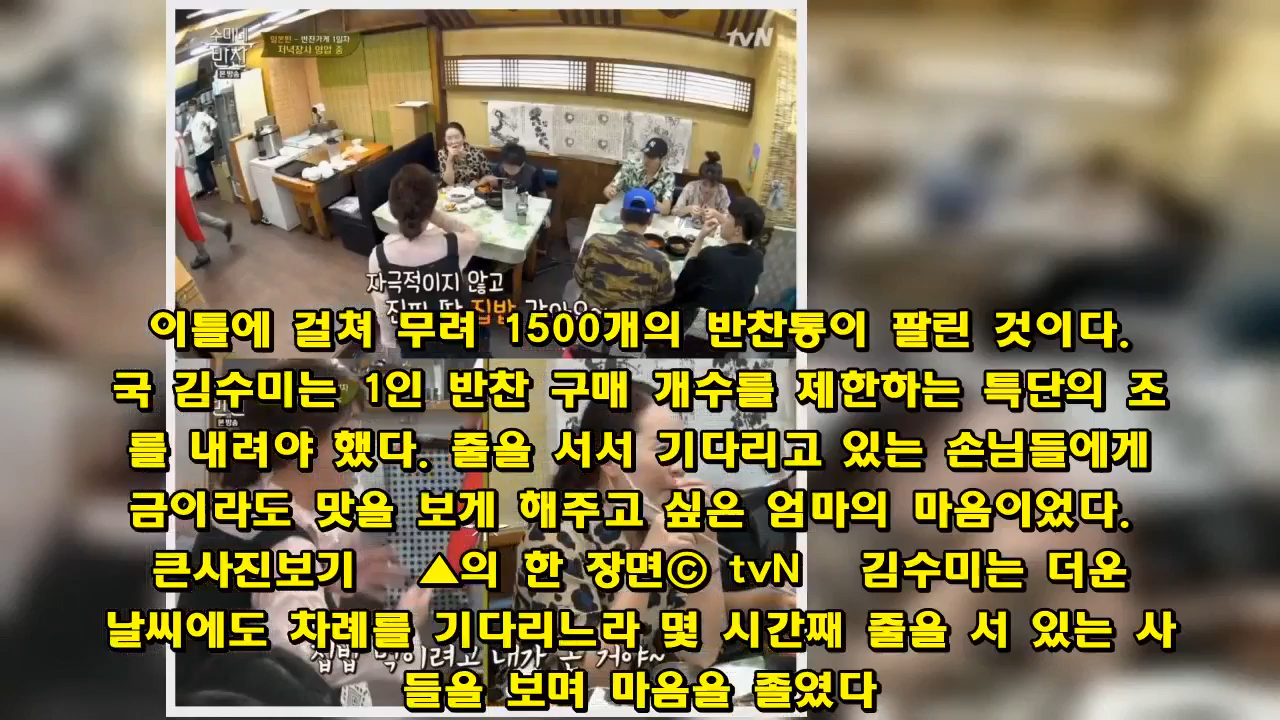 수미네
반찬
본 방송
일본편 - 반찬가게 1일차
저녁장사 영업 중
tvN
자극적이지 않고
진짜 딱 집밥 같아요~
이틀에 걸쳐 무려 1500개의 반찬통이 팔린 것이다.
국 김수미는 1인 반찬 구매 개수를 제한하는 특단의 조
를 내려야 했다. 줄을 서서 기다리고 있는 손님들에게
금이라도 맛을 보게 해주고 싶은 엄마의 마음이었다.
큰사진보기 ▲의 한 장면ⓒ tvN 김수미는 더운
날씨에도 차례를 기다리느라 몇 시간째 줄을 서 있는 사
집밥 먹이려고 내가 온 거야~
들을 보며 마음을 졸였다